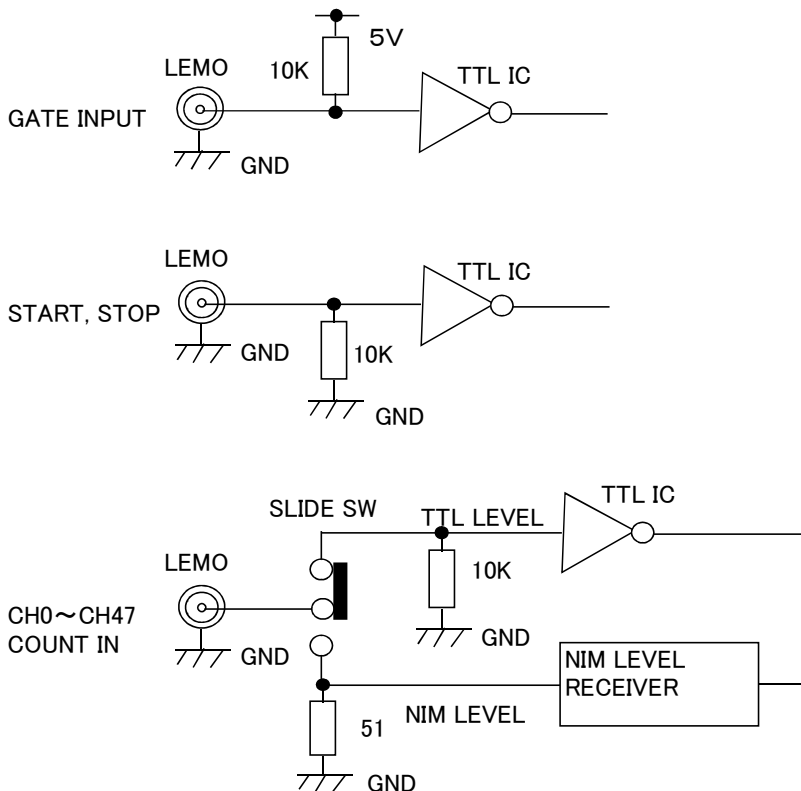 5V
LEMO
10K
TTL IC
GATE INPUT
GND
LEMO
TTL IC
START, STOP
GND
10K
GND
SLIDE SW
TTL LEVEL
TTL IC
LEMO
10K
CH0～CH47
COUNT IN
GND
GND
NIM LEVEL
RECEIVER
NIM LEVEL
51
GND